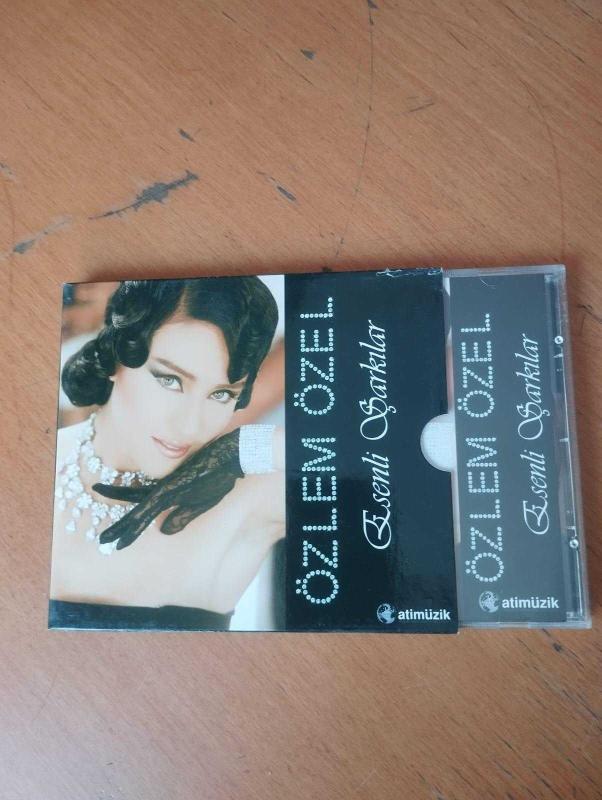 ÖZLEM ÖZEL
Esenli Şarkılar
atimüzik
ÖZLEM ÖZEL
Esenli Şarkılar
atimüzik